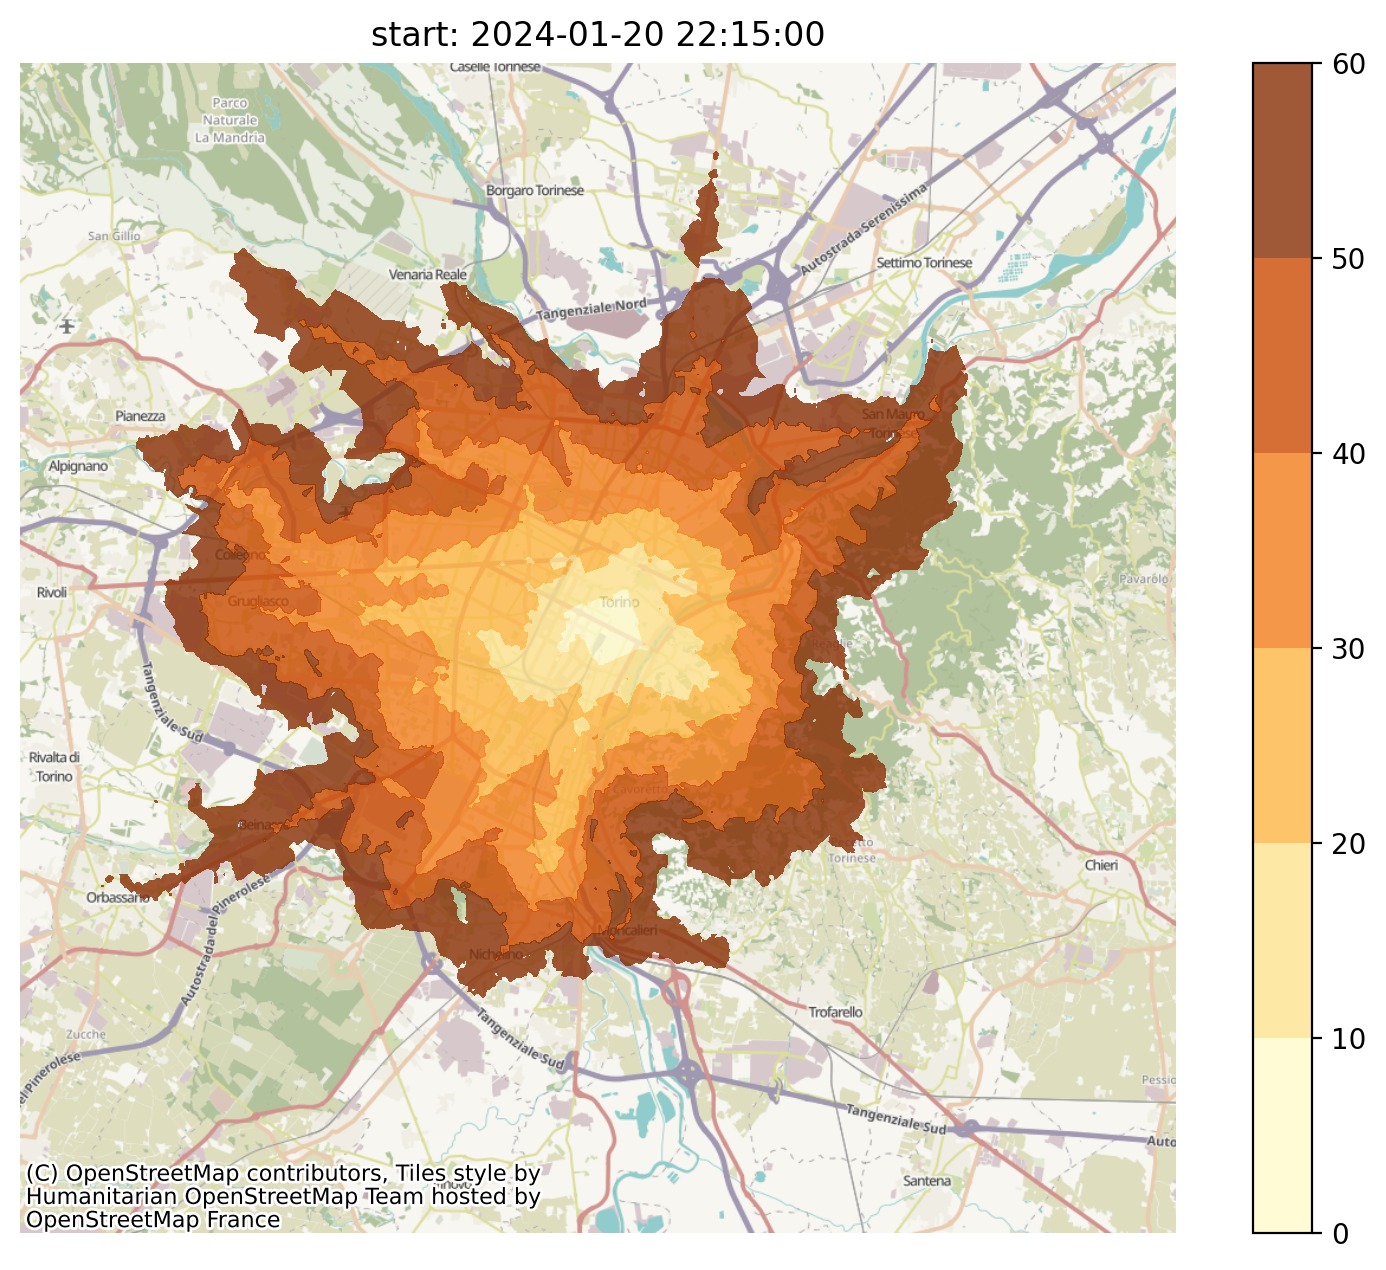 start: 2024-01-20 22:15:00
Caselle Torinese
Parco
Naturale
La Mandria
Borgaro Torinese
San Gillio
Venaria Reale
Autostrada Serenissima
Settimo Torinese
Tangenziale Nord
Pianezza
San Mauro
Torinese
Alpignano
Collegno
Rivoli
Grugliasco
Torino
Pavarolo
Tangenziale Sud
Rivalta di
Torino
Cavoretto
Beinasco
Torinese
Chieri
Orbassano
Autostrada del Pinerolese
Moncalieri
Nichelino
Trofarello
Zucche
Tangenziale Sud
Pinerolese
Pessio
Tangenziale Sud
Auto
Santena
(C) OpenStreetMap contributors, Tiles style by
Humanitarian OpenStreetMap Team hosted by
OpenStreetMap France
60
50
40
30
20
10
0